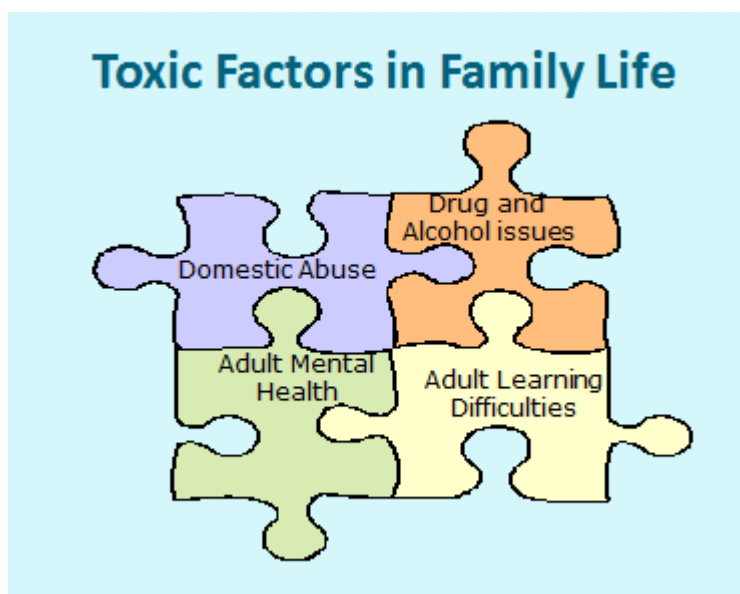 Toxic Factors in Family Life
Drug and
Alcohol issues
Domestic Abuse
Adult Mental
Health
Adult Learning
Difficulties